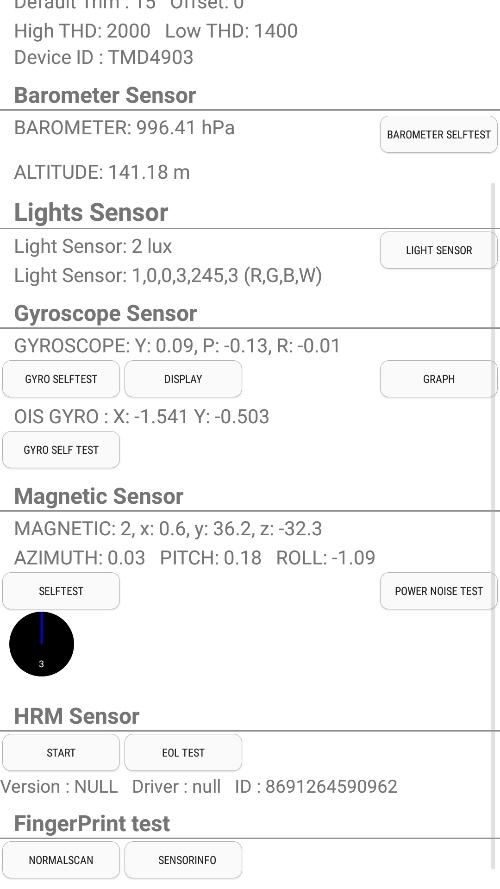 Default Trim : 15   Offset: 0
High THD: 2000   Low THD: 1400
Device ID : TMD4903
Barometer Sensor
BAROMETER: 996.41 hPa
BAROMETER SELFTEST
ALTITUDE: 141.18 m
Lights Sensor
Light Sensor: 2 lux
LIGHT SENSOR
Light Sensor: 1,0,0,3,245,3 (R,G,B,W)
Gyroscope Sensor
GYROSCOPE: Y: 0.09, P: -0.13, R: -0.01
GYRO SELFTEST   DISPLAY   GRAPH
OIS GYRO : X: -1.541 Y: -0.503
GYRO SELF TEST
Magnetic Sensor
MAGNETIC: 2, x: 0.6, y: 36.2, z: -32.3
AZIMUTH: 0.03   PITCH: 0.18   ROLL: -1.09
SELFTEST   POWER NOISE TEST
3
HRM Sensor
START   EOL TEST
Version : NULL   Driver : null   ID : 8691264590962
FingerPrint test
NORMALSCAN   SENSORINFO